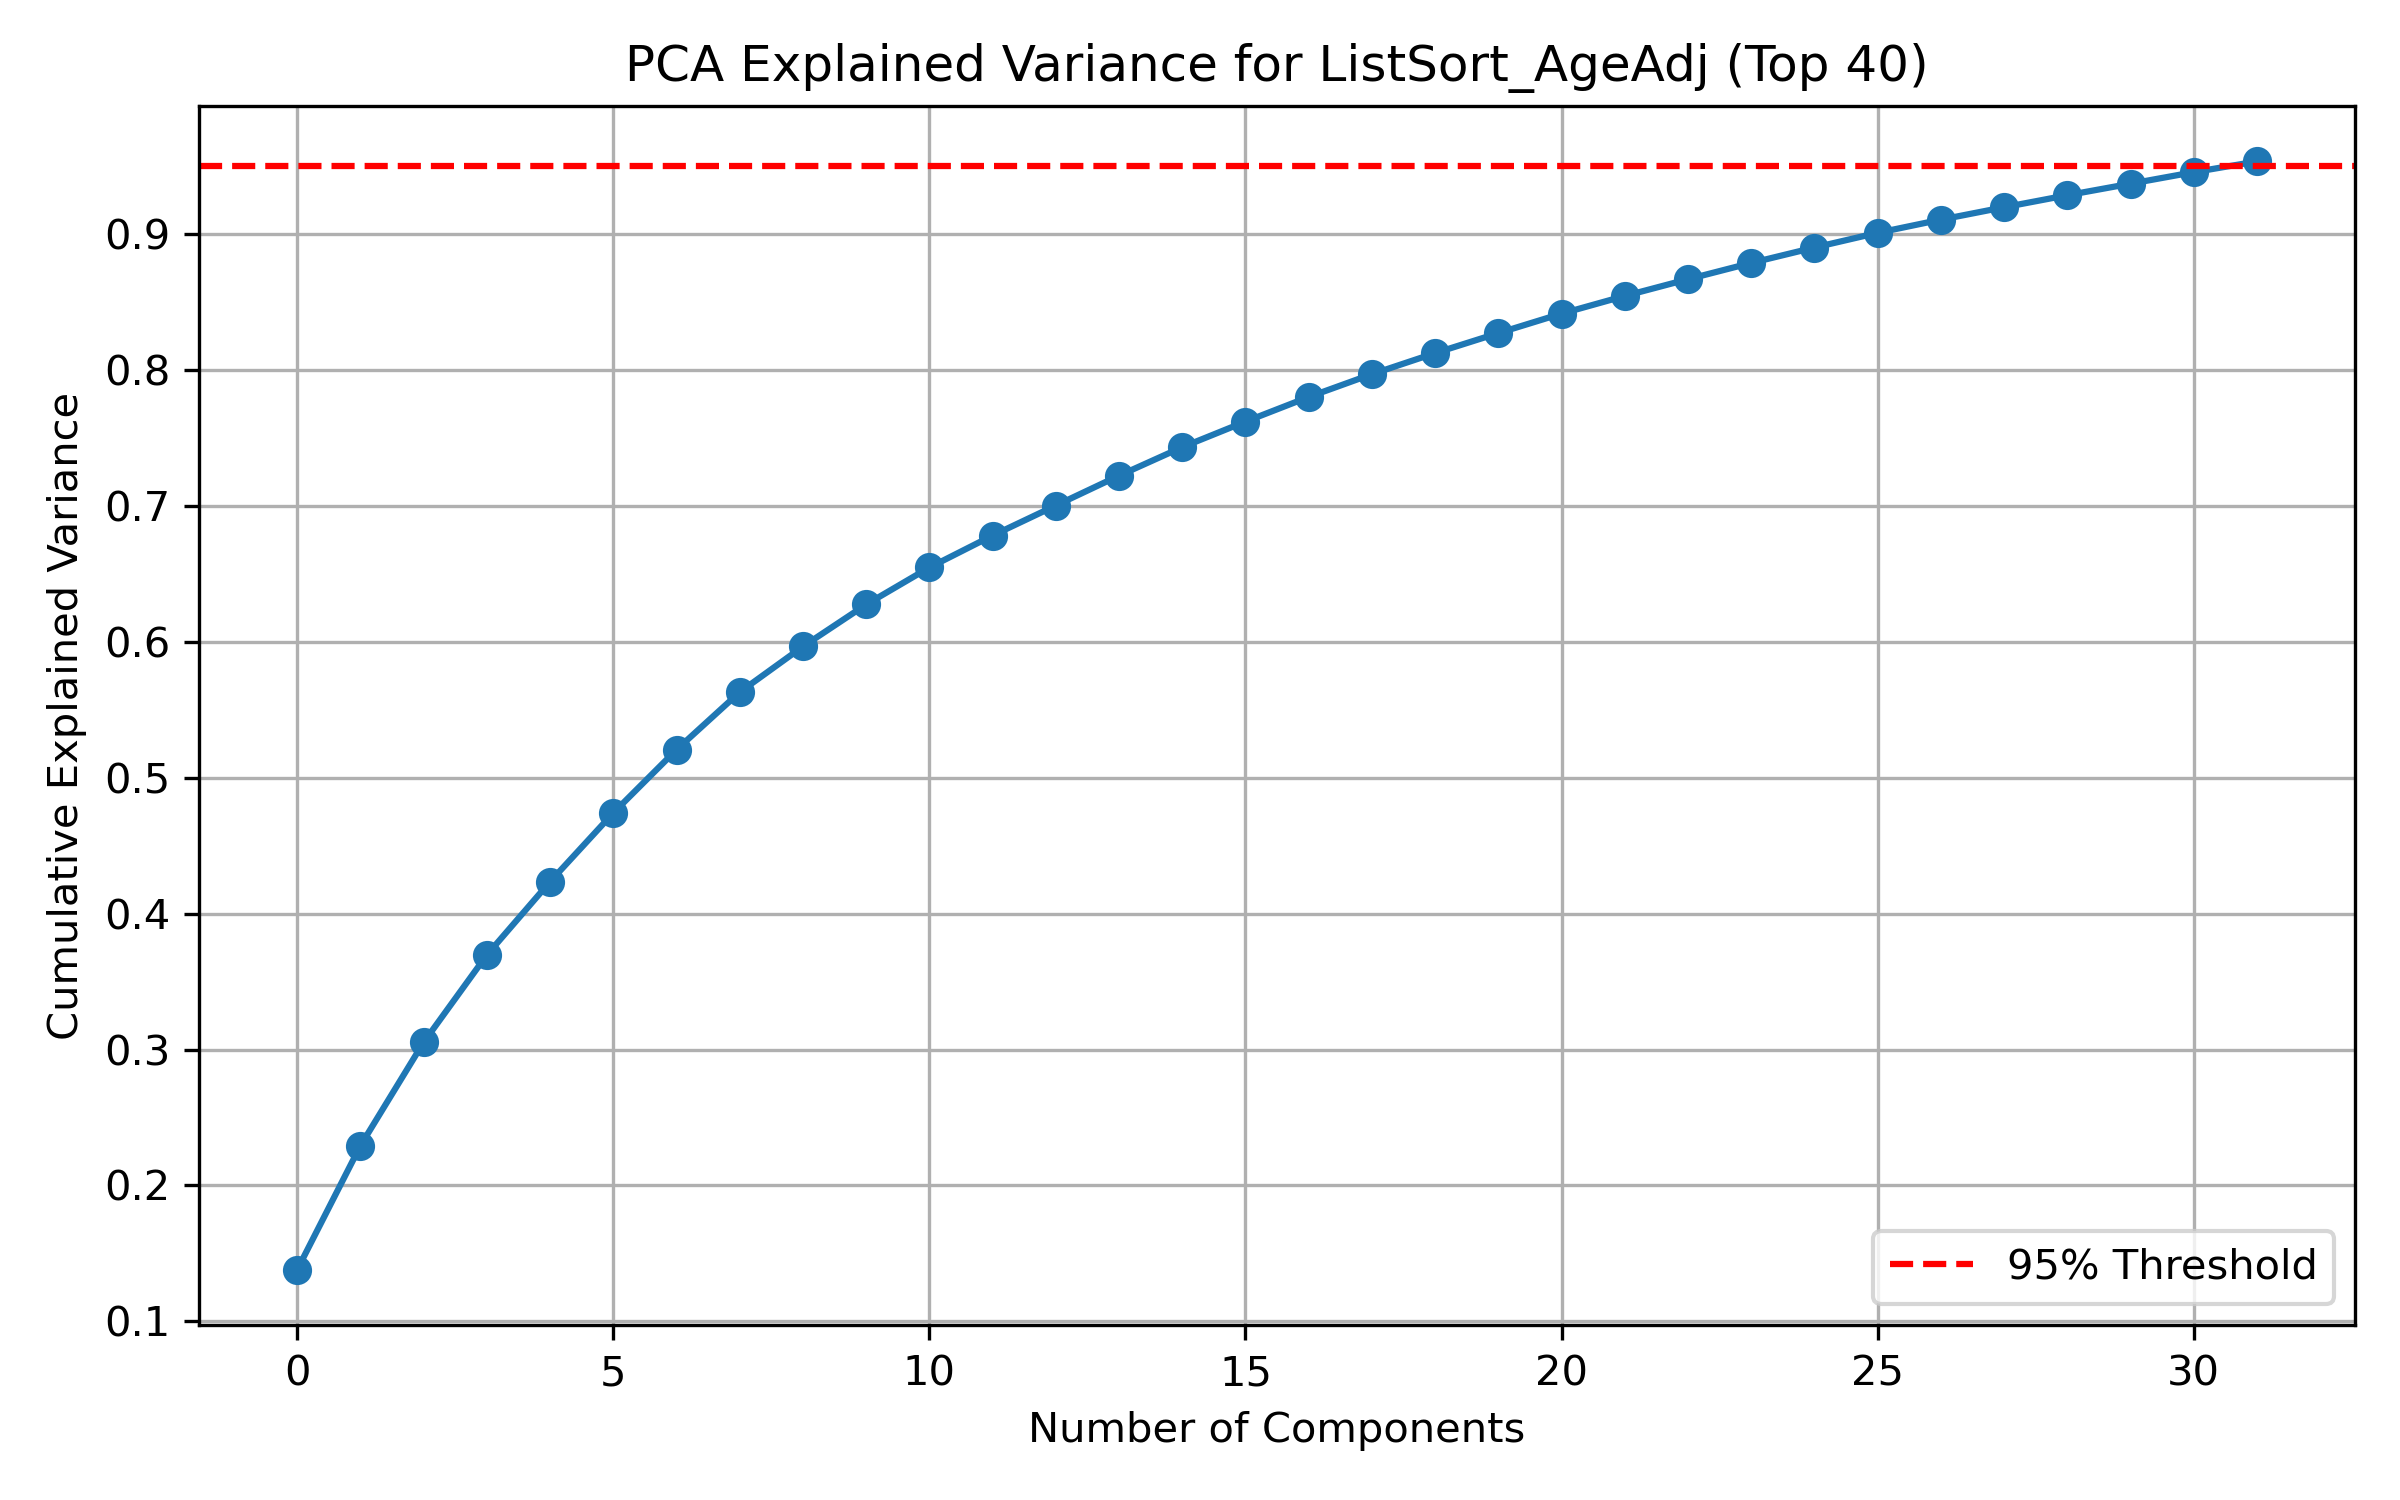 PCA Explained Variance for ListSort_AgeAdj (Top 40)
Cumulative Explained Variance
0.9
0.8
0.7
0.6
0.5
0.4
0.3
0.2
0.1
95% Threshold
0 5 10 15 20 25 30
Number of Components